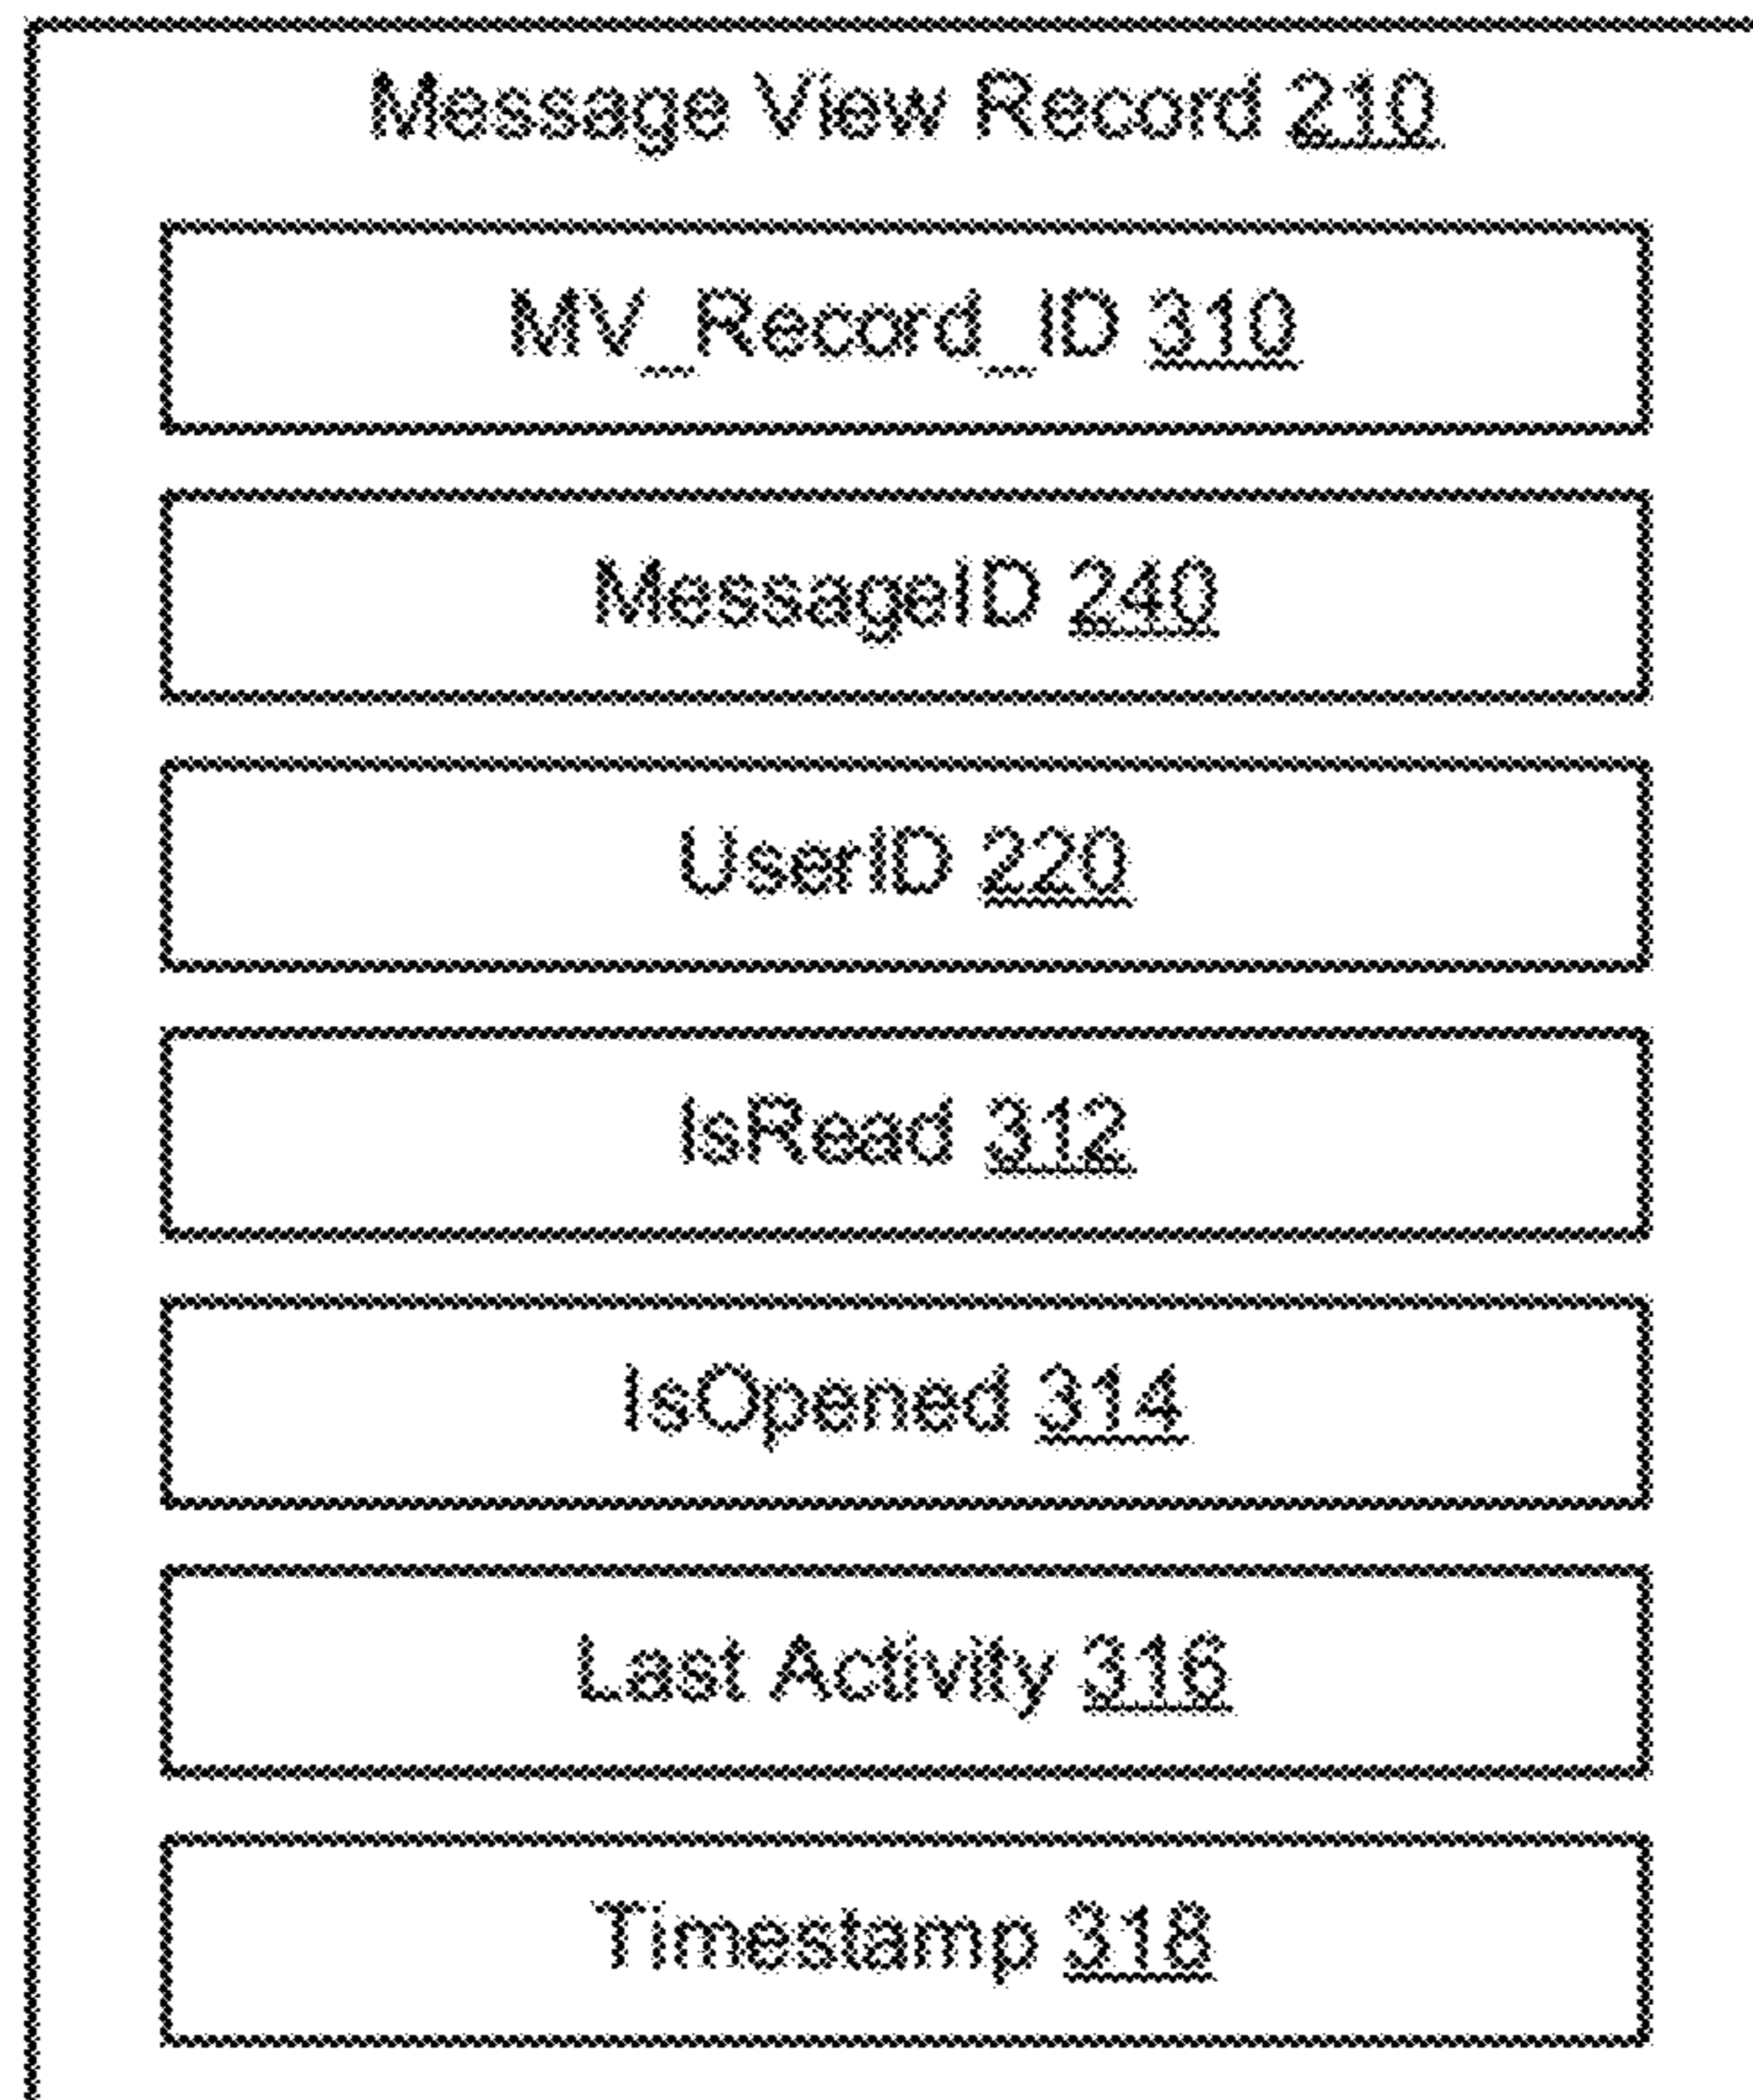 Message View Record 210
MV_Record_ID 310
MessageID 240
UserID 220
IsRead 312
IsOpened 314
Last Activity 316
Timestamp 318